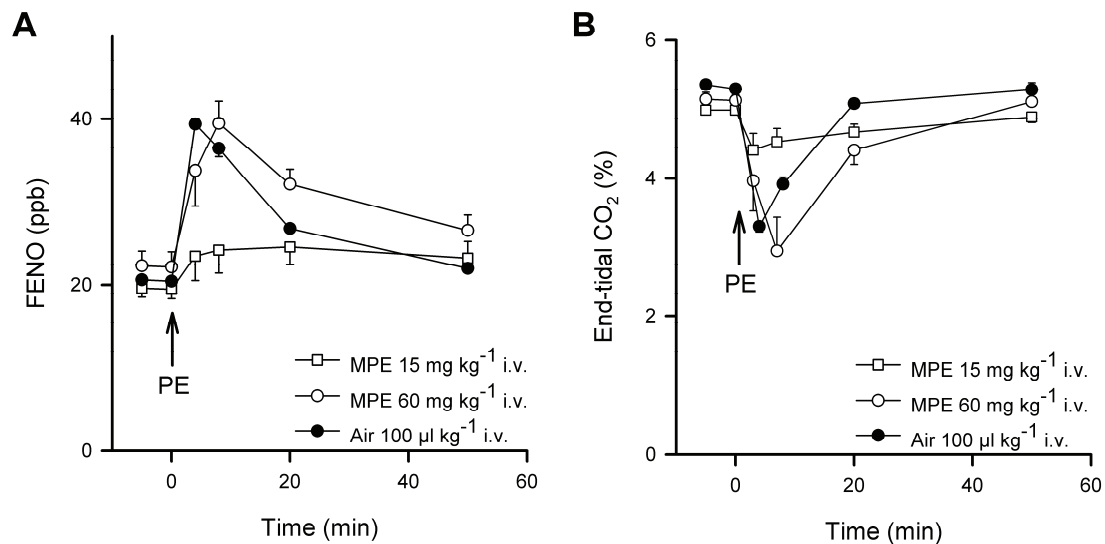 A
FENO (ppb)
40
20
0
PE
MPE 15 mg kg-1 i.v.
MPE 60 mg kg-1 i.v.
Air 100 µl kg-1 i.v.
0 20 40 60
Time (min)
B
End-tidal CO2 (%)
6
4
2
0
PE
MPE 15 mg kg-1 i.v.
MPE 60 mg kg-1 i.v.
Air 100 µl kg-1 i.v.
0 20 40 60
Time (min)